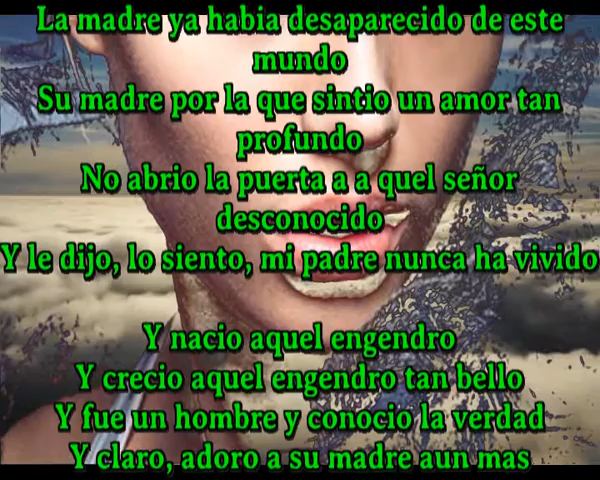 La madre ya habia desaparecido de este
mundo
Su madre por la que sintio un amor tan
profundo
No abrio la puerta a a quel señor
desconocido
Y le dijo, lo siento, mi padre nunca ha vivido
Y nacio aquel engendro
Y crecio aquel engendro tan bello
Y fue un hombre y conocio la verdad
Y claro, adoro a su madre aun mas